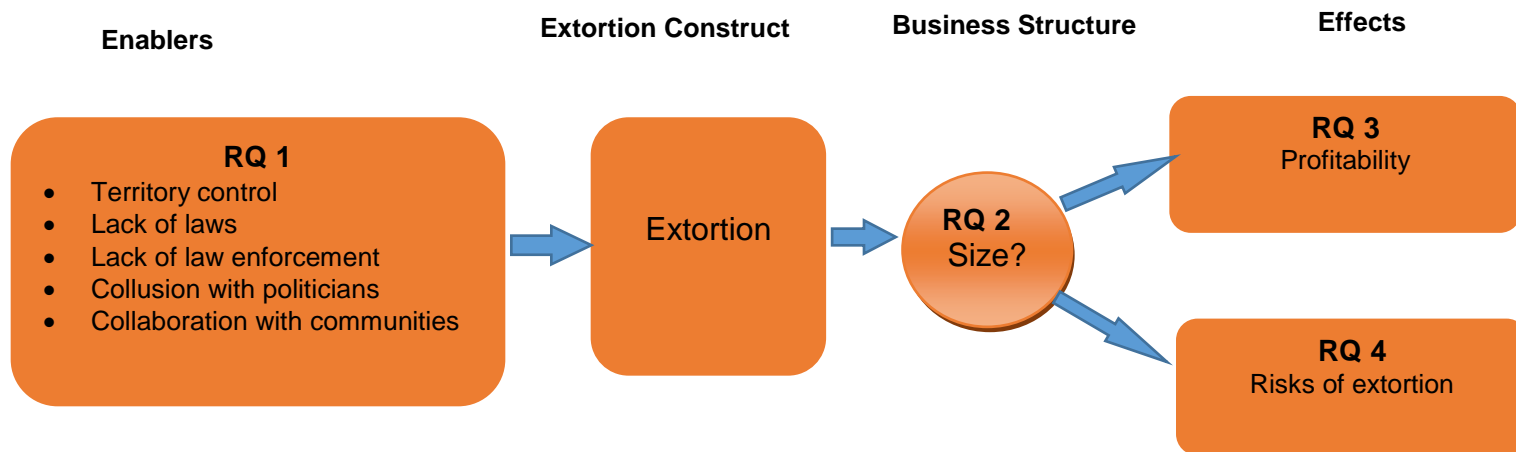 Enablers
Extortion Construct
Business Structure
Effects
RQ 1
• Territory control
• Lack of laws
• Lack of law enforcement
• Collusion with politicians
• Collaboration with communities
Extortion
RQ 2
Size?
RQ 3
Profitability
RQ 4
Risks of extortion